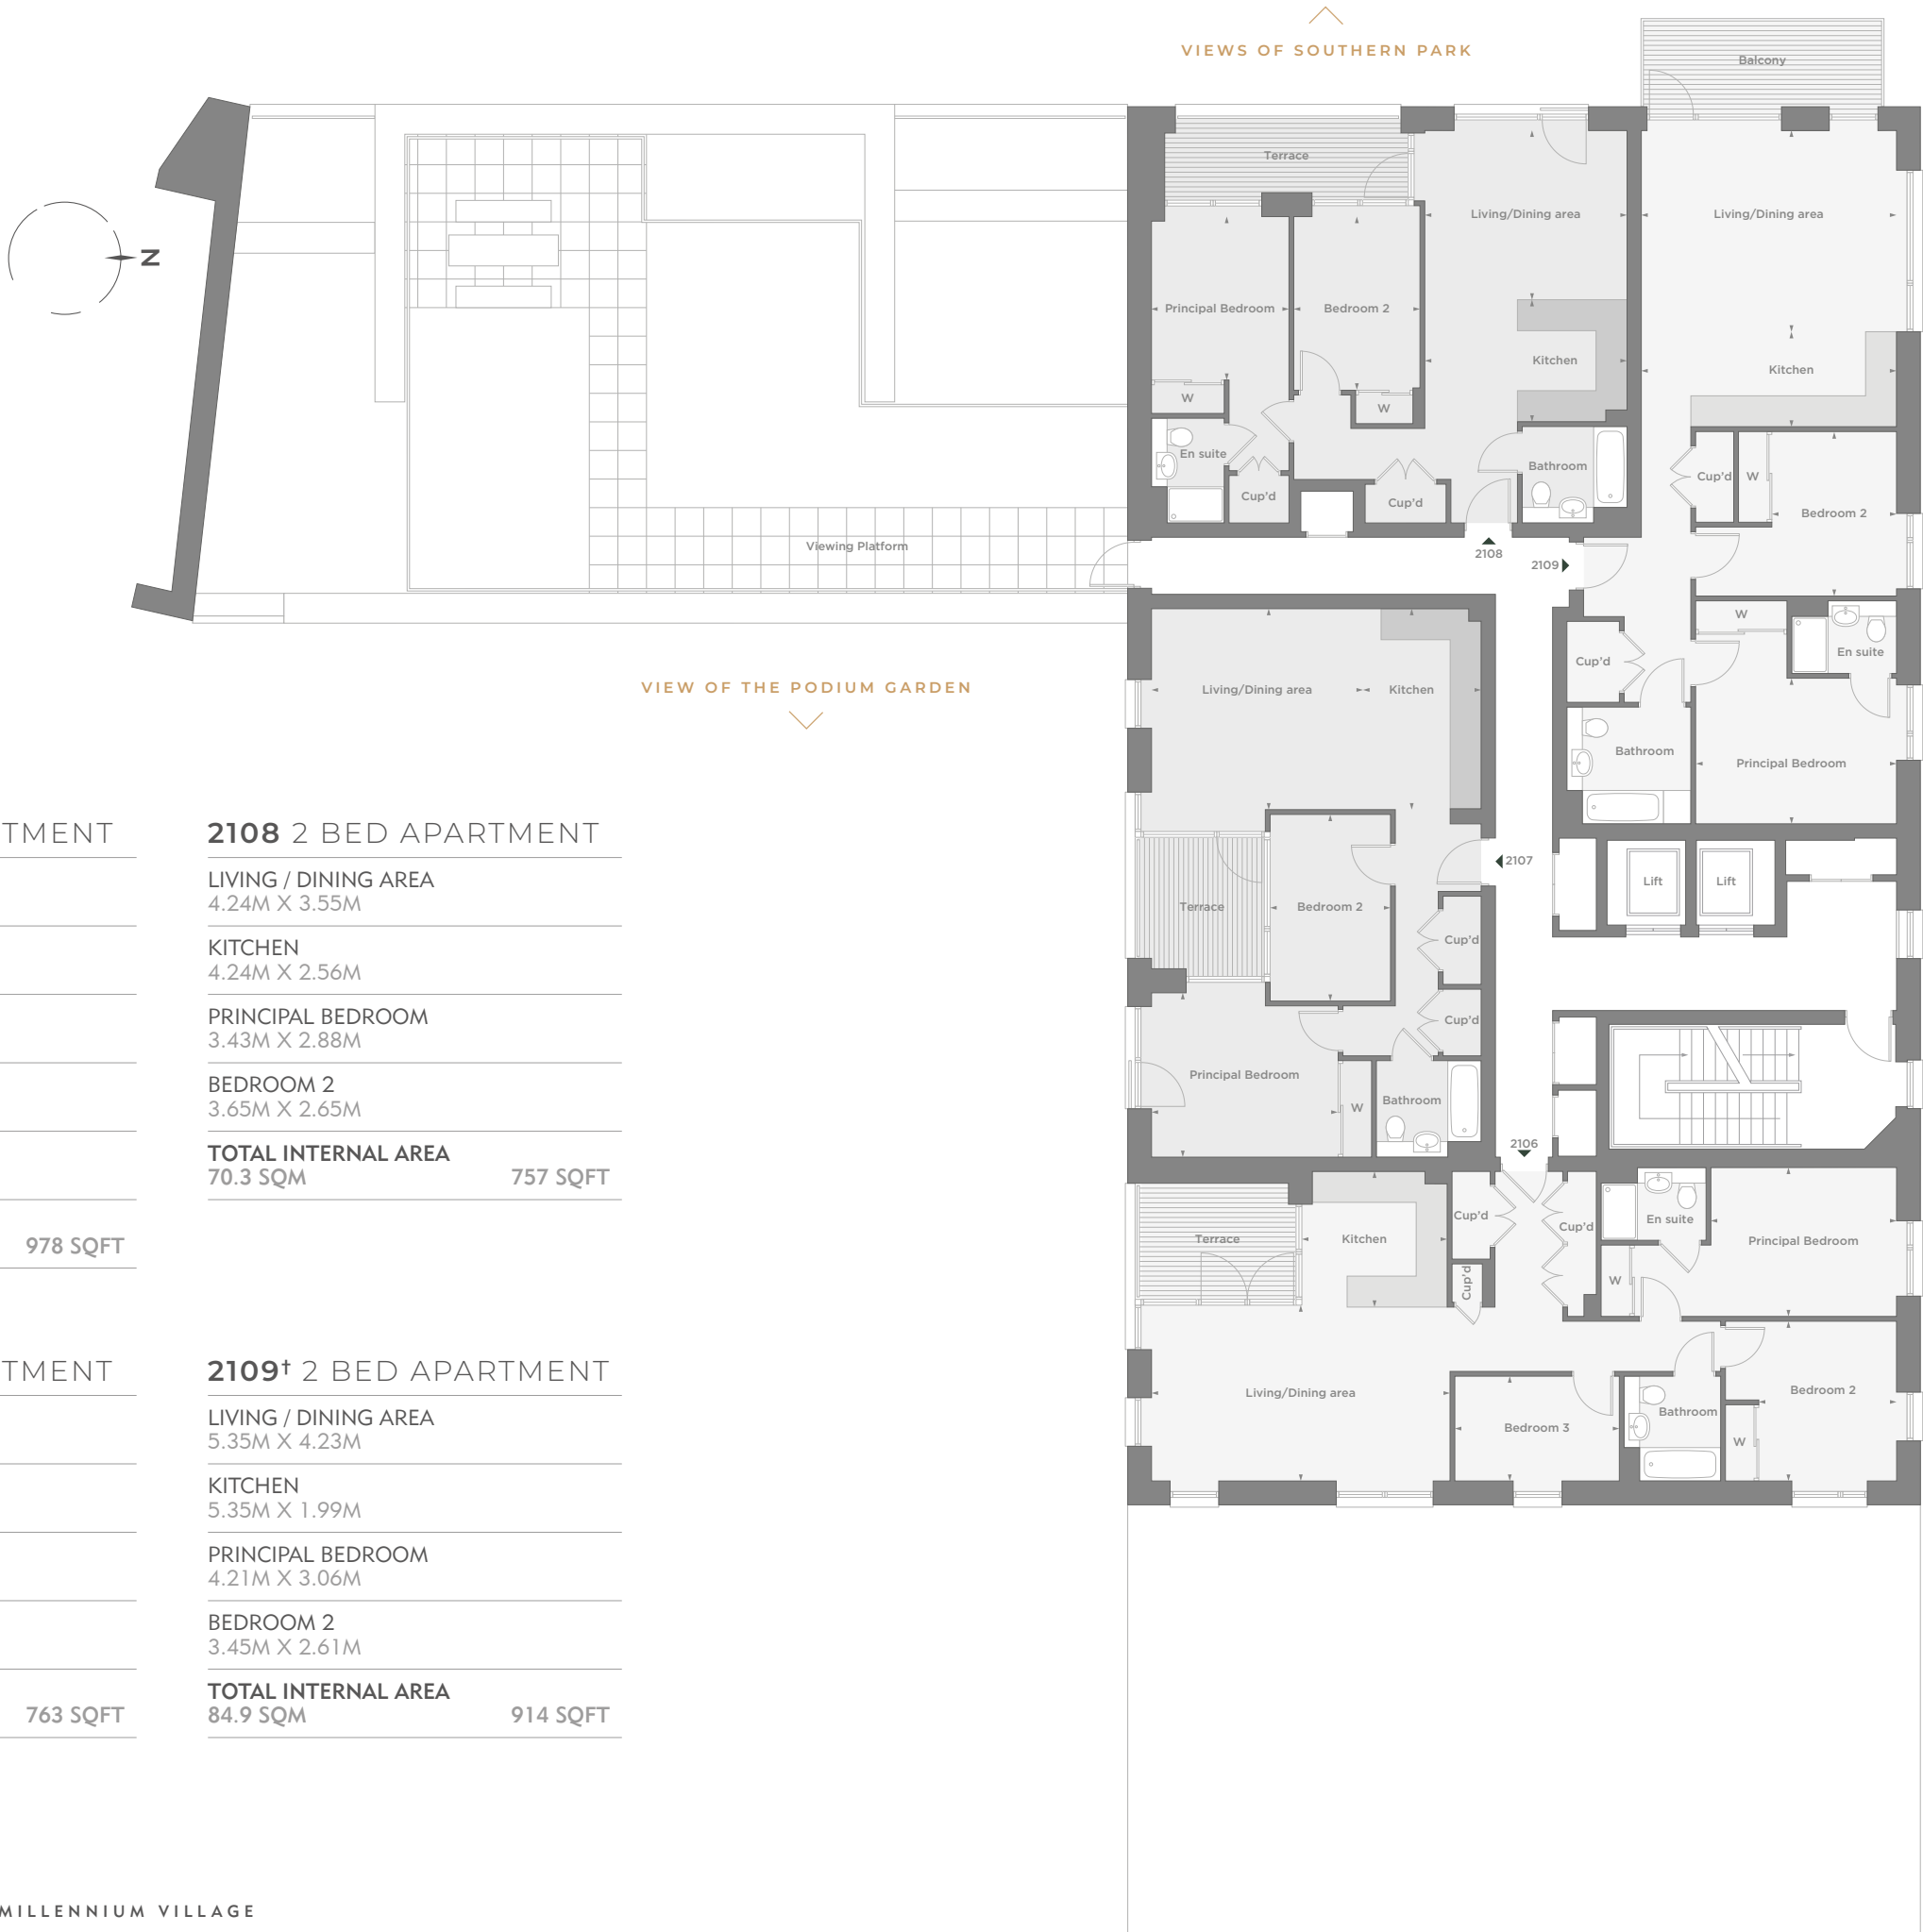 VIEWS OF SOUTHERN PARK
Balcony
Terrace
Living/Dining area
Living/Dining area
N
Principal Bedroom
Bedroom 2
Kitchen
Kitchen
W
W
En suite
Bathroom
Cup'd
W
Cup'd
Cup'd
Bedroom 2
Viewing Platform
2108
2109
W
En suite
Cup'd
VIEW OF THE PODIUM GARDEN
Living/Dining area
Kitchen
Bathroom
Principal Bedroom
2107
Lift
Lift
Terrace
Bedroom 2
Cup'd
Cup'd
Principal Bedroom
W
Bathroom
2106
Cup'd
Cup'd
En suite
Terrace
Kitchen
Principal Bedroom
Cup'd
W
Living/Dining area
Bedroom 3
Bathroom
Bedroom 2
W
TMENT
978 SQFT
TMENT
763 SQFT
2108 2 BED APARTMENT
LIVING / DINING AREA
4.24M X 3.55M
KITCHEN
4.24M X 2.56M
PRINCIPAL BEDROOM
3.43M X 2.88M
BEDROOM 2
3.65M X 2.65M
TOTAL INTERNAL AREA
70.3 SQM 757 SQFT
2109† 2 BED APARTMENT
LIVING / DINING AREA
5.35M X 4.23M
KITCHEN
5.35M X 1.99M
PRINCIPAL BEDROOM
4.21M X 3.06M
BEDROOM 2
3.45M X 2.61M
TOTAL INTERNAL AREA
84.9 SQM 914 SQFT
MILLENNIUM VILLAGE